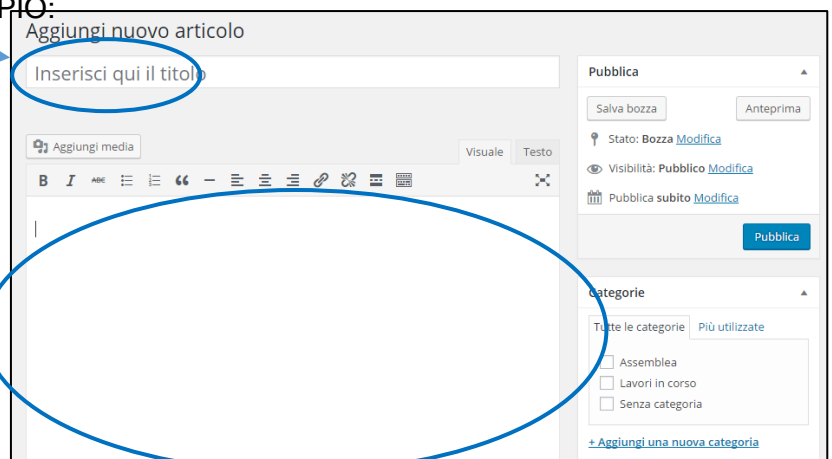 PIO:
Aggiungi nuovo articolo
Inserisci qui il titolo
Aggiungi media
Visuale Testo
B I ABE
Pubblica
Salva bozza Anteprima
Stato: Bozza Modifica
Visibilità: Pubblico Modifica
Pubblica subito Modifica
Pubblica
Categorie
Tutte le categorie Più utilizzate
Assemblea
Lavori in corso
Senza categoria
+ Aggiungi una nuova categoria